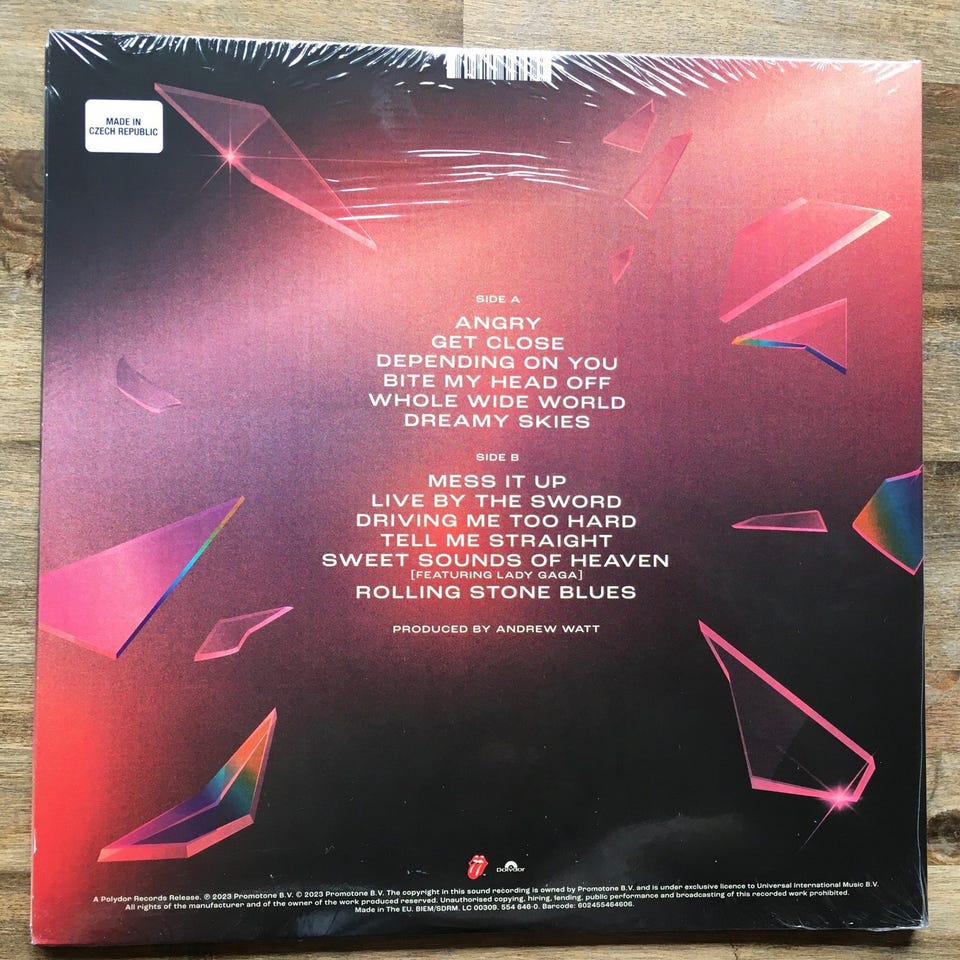 MADE IN
CZECH REPUBLIC
SIDE A
ANGRY
GET CLOSE
DEPENDING ON YOU
BITE MY HEAD OFF
WHOLE WIDE WORLD
DREAMY SKIES
SIDE B
MESS IT UP
LIVE BY THE SWORD
DRIVING ME TOO HARD
TELL ME STRAIGHT
SWEET SOUNDS OF HEAVEN
[FEATURING LADY GAGA]
ROLLING STONE BLUES
PRODUCED BY ANDREW WATT
polydor
A Polydor Records Release. ℗ 2023 Promotone B.V. © 2023 Promotone B.V. The copyright in this sound recording is owned by Promotone B.V. and is under exclusive licence to Universal International Music B.V.
All rights of the manufacturer and of the owner of the work produced reserved. Unauthorised copying, hiring, lending, public performance and broadcasting of this recorded work prohibited.
Made in The EU. BIEM/SDRM. LC 00309. 554 646-0. Barcode: 602455464606.